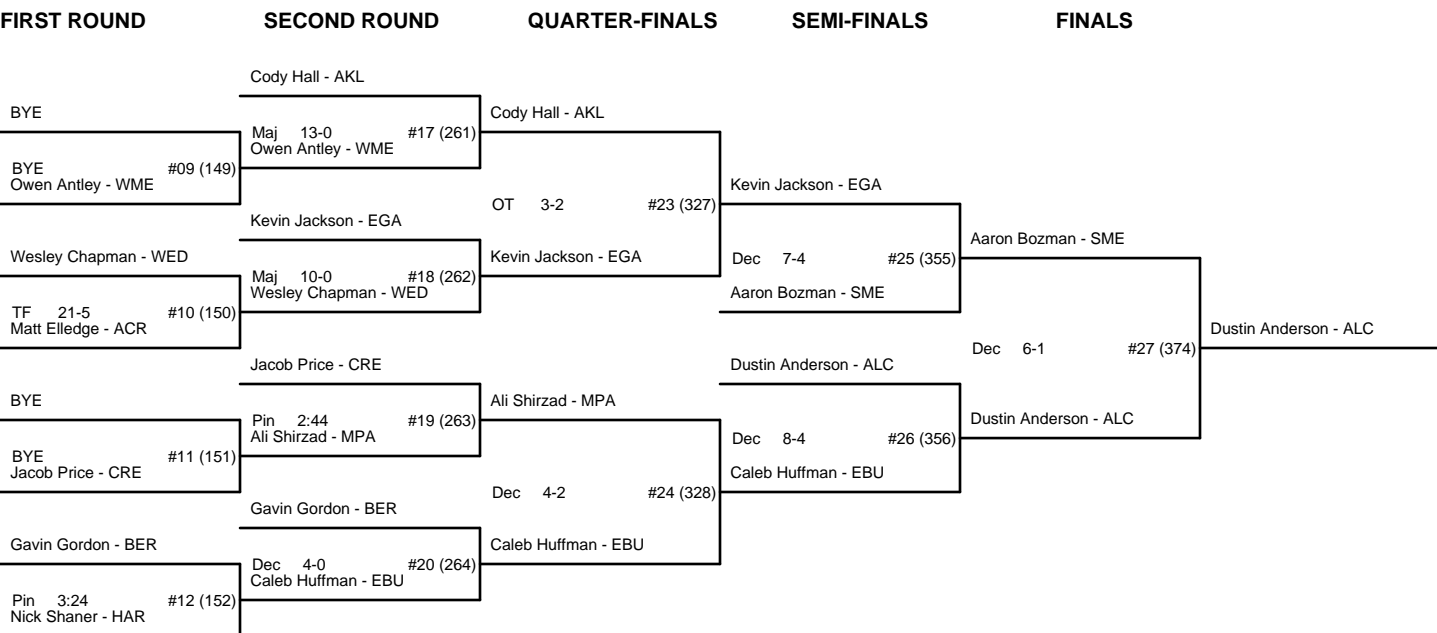 FIRST ROUND SECOND ROUND QUARTER-FINALS SEMI-FINALS FINALS
Cody Hall - AKL
BYE
Cody Hall - AKL
Maj 13-0 #17 (261)
Owen Antley - WME
BYE #09 (149)
Owen Antley - WME
Kevin Jackson - EGA
OT 3-2 #23 (327)
Kevin Jackson - EGA
Aaron Bozman - SME
Wesley Chapman - WED
Kevin Jackson - EGA
Dec 7-4 #25 (355)
Maj 10-0 #18 (262)
Wesley Chapman - WED
Aaron Bozman - SME
TF 21-5 #10 (150)
Matt Elledge - ACR
Dustin Anderson - ALC
Dec 6-1 #27 (374)
Jacob Price - CRE
Dustin Anderson - ALC
BYE
Ali Shirzad - MPA
Dustin Anderson - ALC
Pin 2:44 #19 (263)
Ali Shirzad - MPA
Dec 8-4 #26 (356)
BYE #11 (151)
Jacob Price - CRE
Caleb Huffman - EBU
Dec 4-2 #24 (328)
Gavin Gordon - BER
Gavin Gordon - BER
Caleb Huffman - EBU
Dec 4-0 #20 (264)
Caleb Huffman - EBU
Pin 3:24 #12 (152)
Nick Shaner - HAR